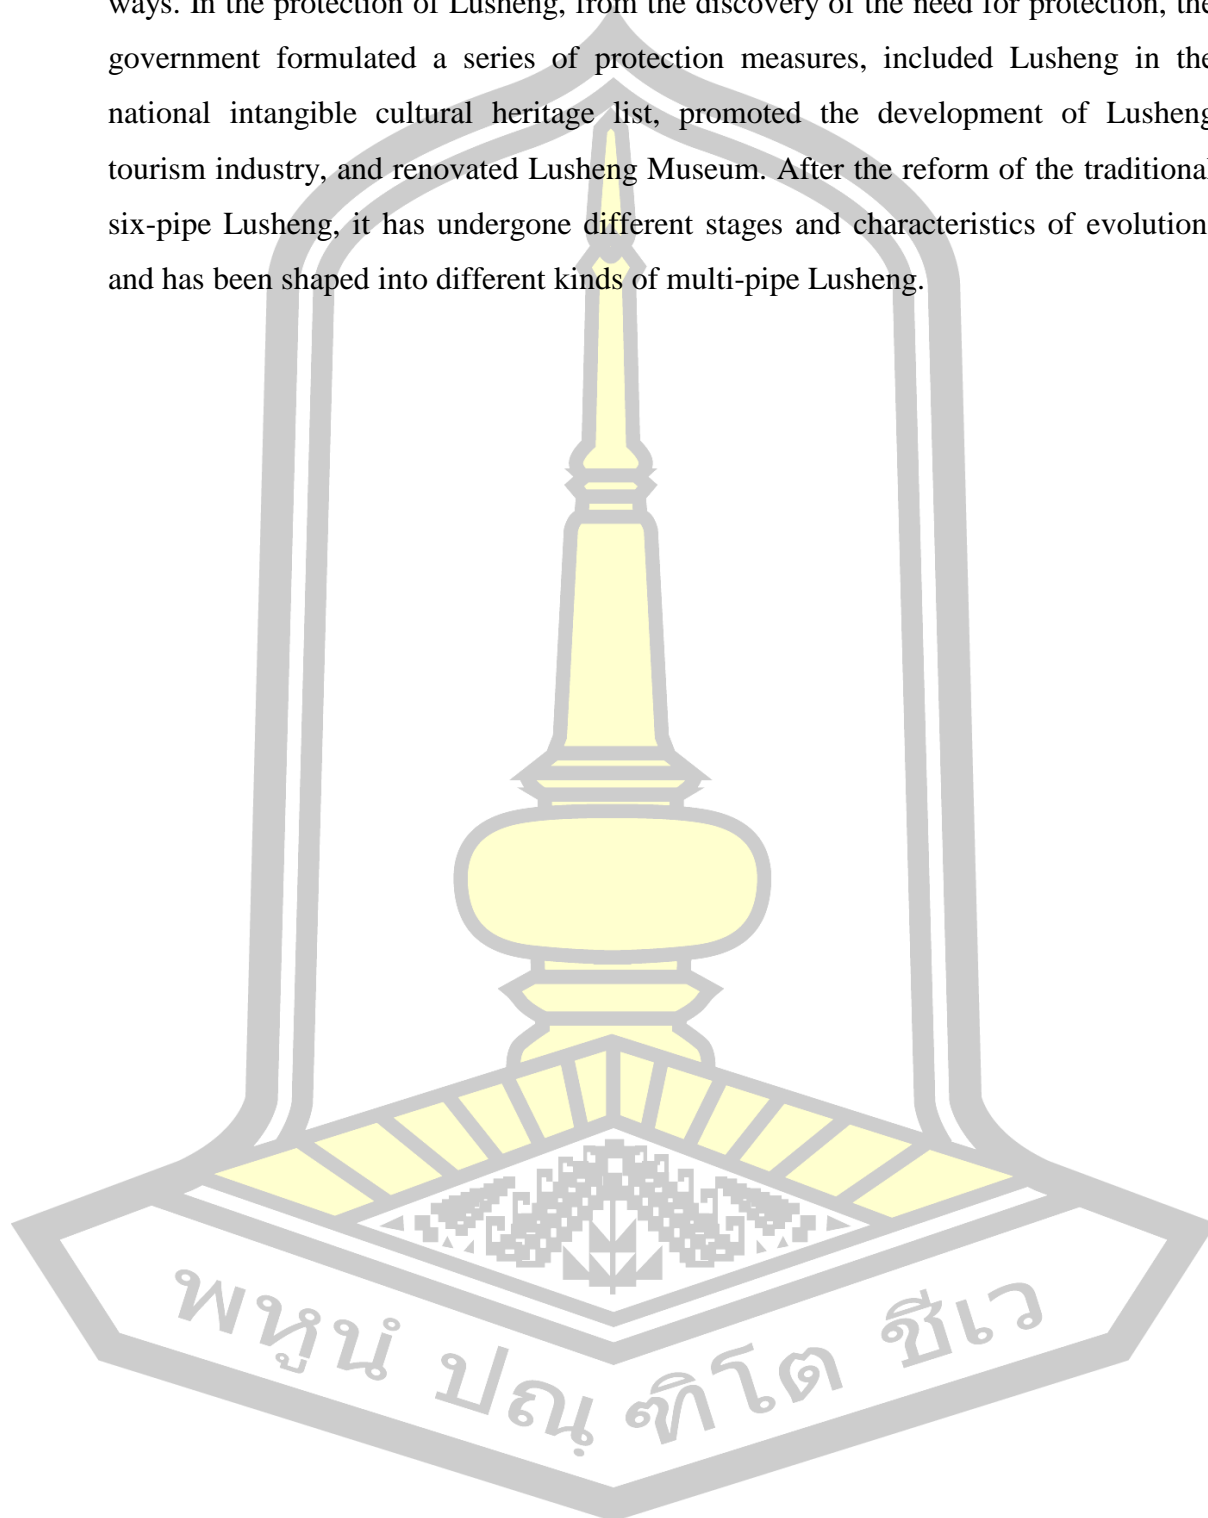 ways. In the protection of Lusheng, from the discovery of the need for protection, the
government formulated a series of protection measures, included Lusheng in the
national intangible cultural heritage list, promoted the development of Lusheng
tourism industry, and renovated Lusheng Museum. After the reform of the traditional
six-pipe Lusheng, it has undergone different stages and characteristics of evolution
and has been shaped into different kinds of multi-pipe Lusheng.
พหูนํ ปณฺฑิโต ชีเว